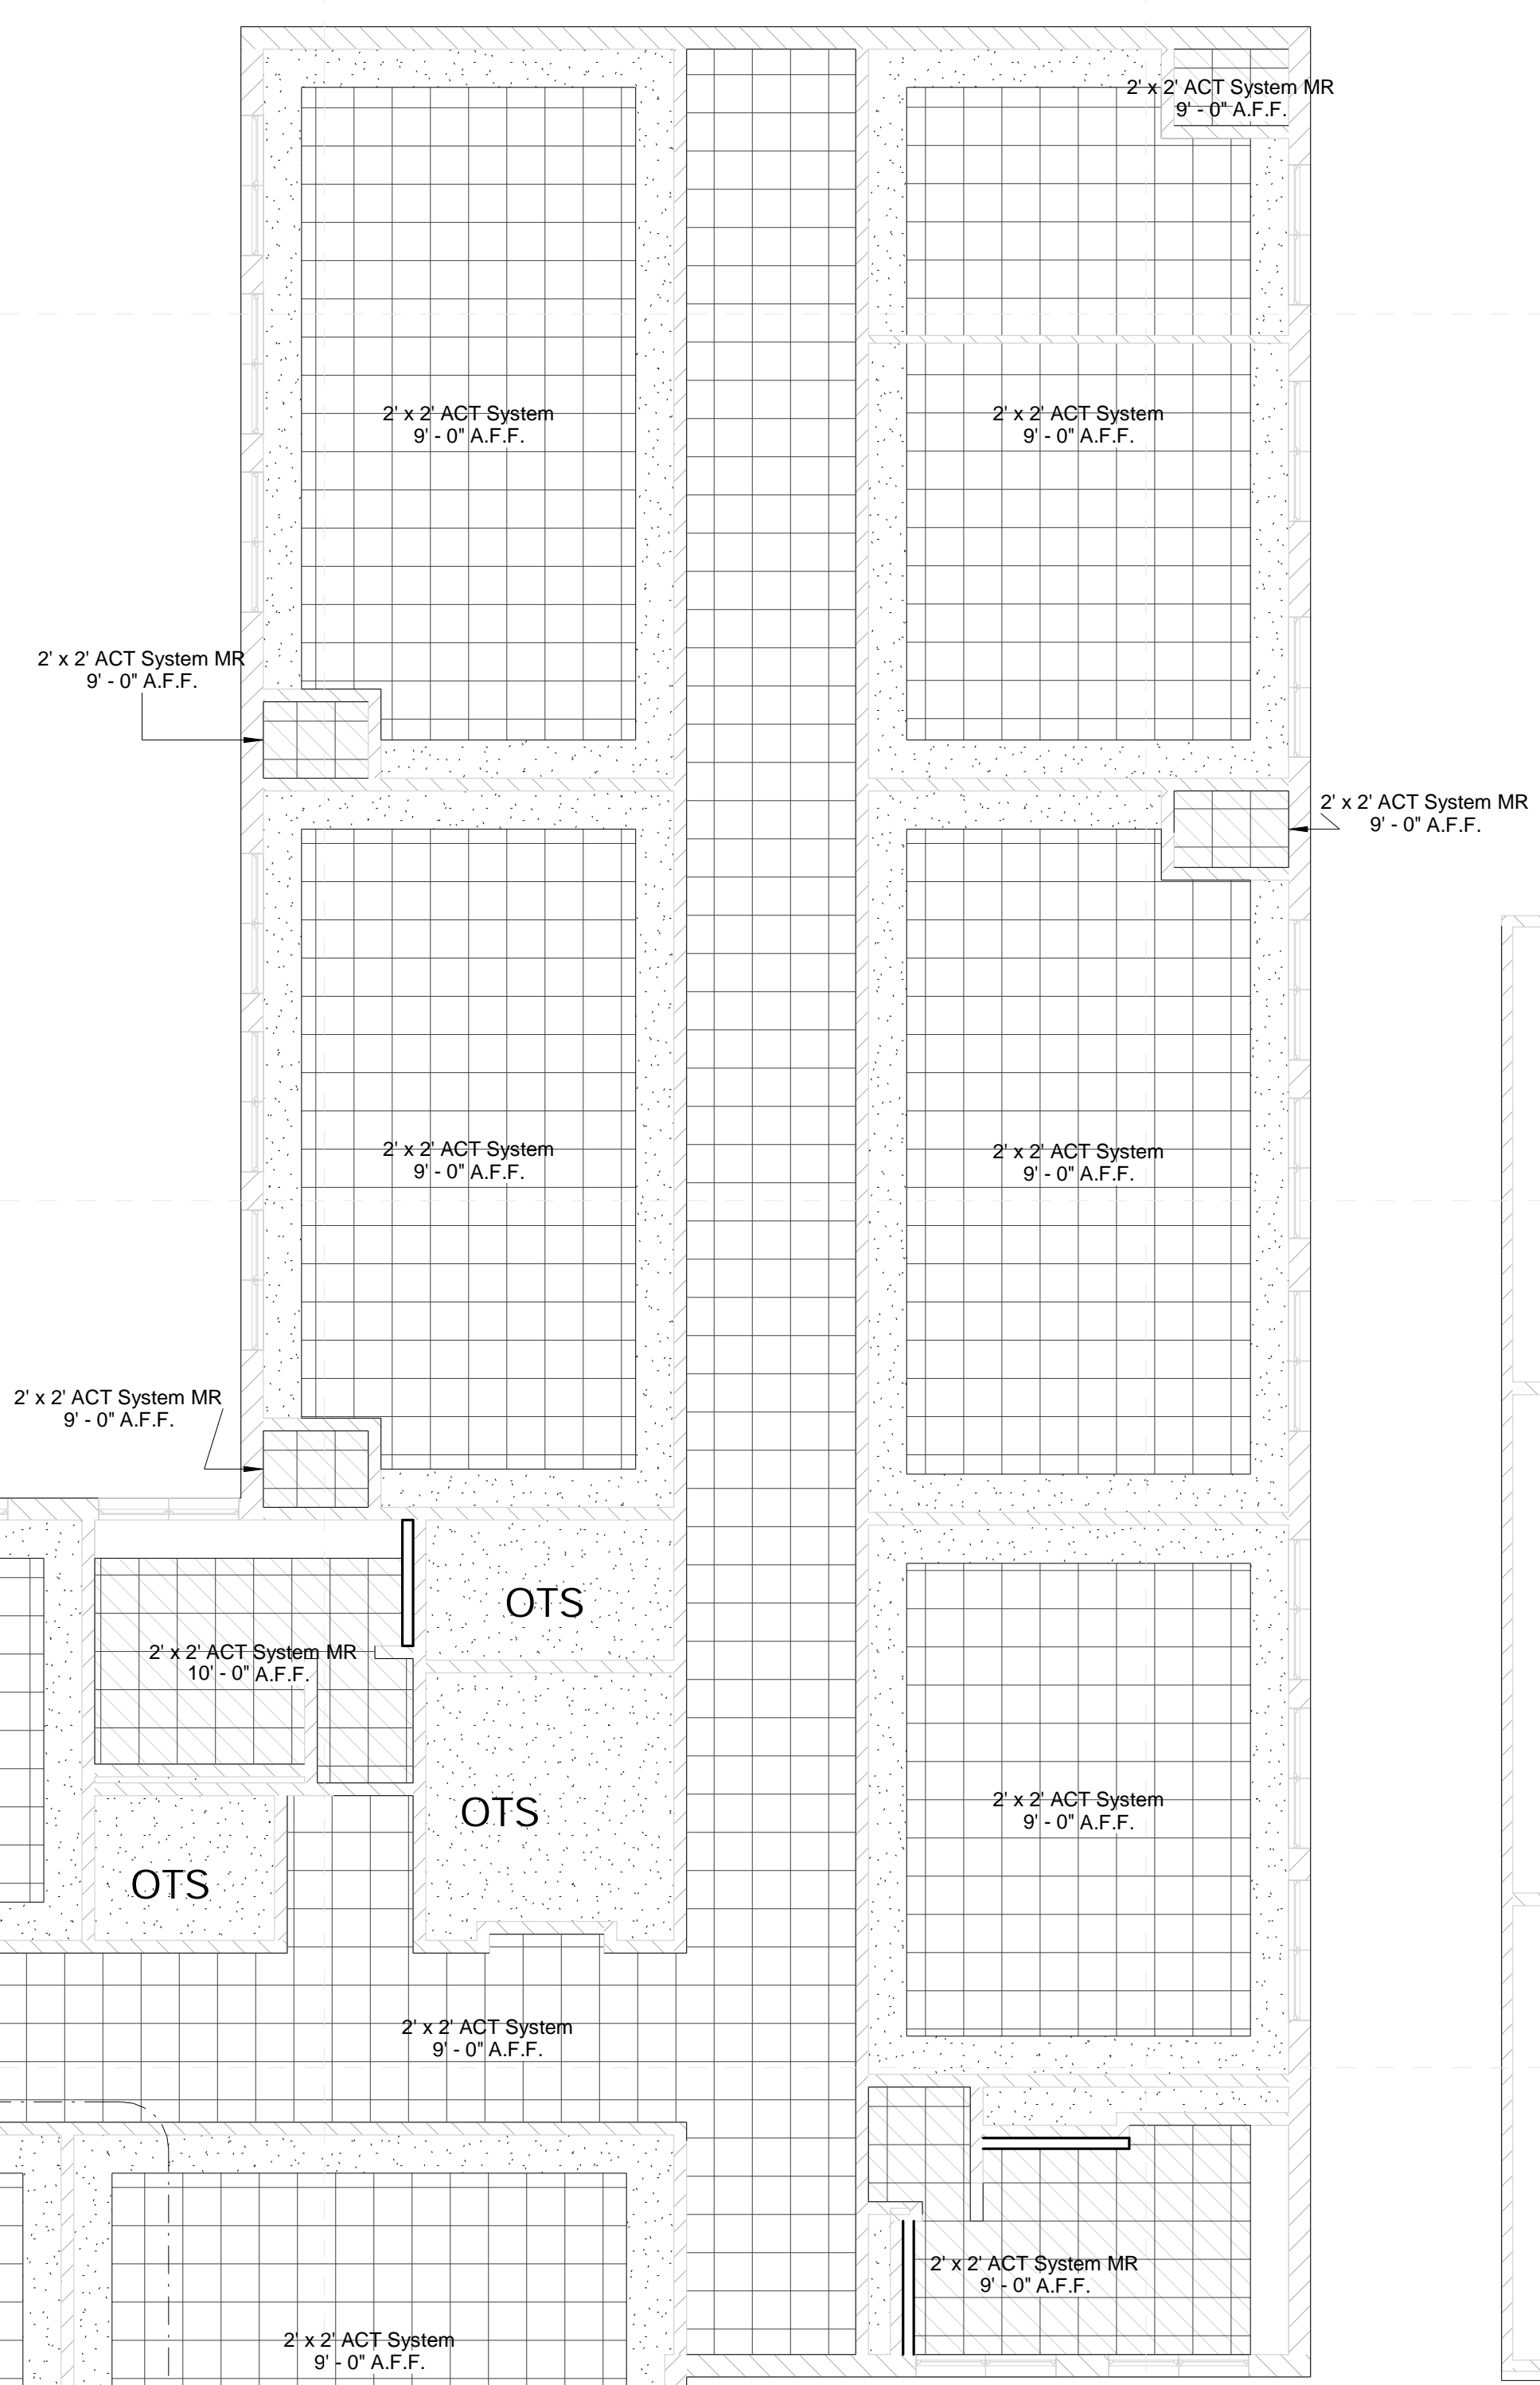 2' x 2' ACT System MR
9' - 0" A.F.F.
2' x 2' ACT System
9' - 0" A.F.F.
2' x 2' ACT System
9' - 0" A.F.F.
2' x 2' ACT System MR
9' - 0" A.F.F.
2' x 2' ACT System MR
9' - 0" A.F.F.
2' x 2' ACT System
9' - 0" A.F.F.
2' x 2' ACT System
9' - 0" A.F.F.
2' x 2' ACT System MR
9' - 0" A.F.F.
OTS
2' x 2' ACT System MR
10' - 0" A.F.F.
OTS
2' x 2' ACT System
9' - 0" A.F.F.
OTS
2' x 2' ACT System
9' - 0" A.F.F.
2' x 2' ACT System MR
9' - 0" A.F.F.
2' x 2' ACT System
9' - 0" A.F.F.